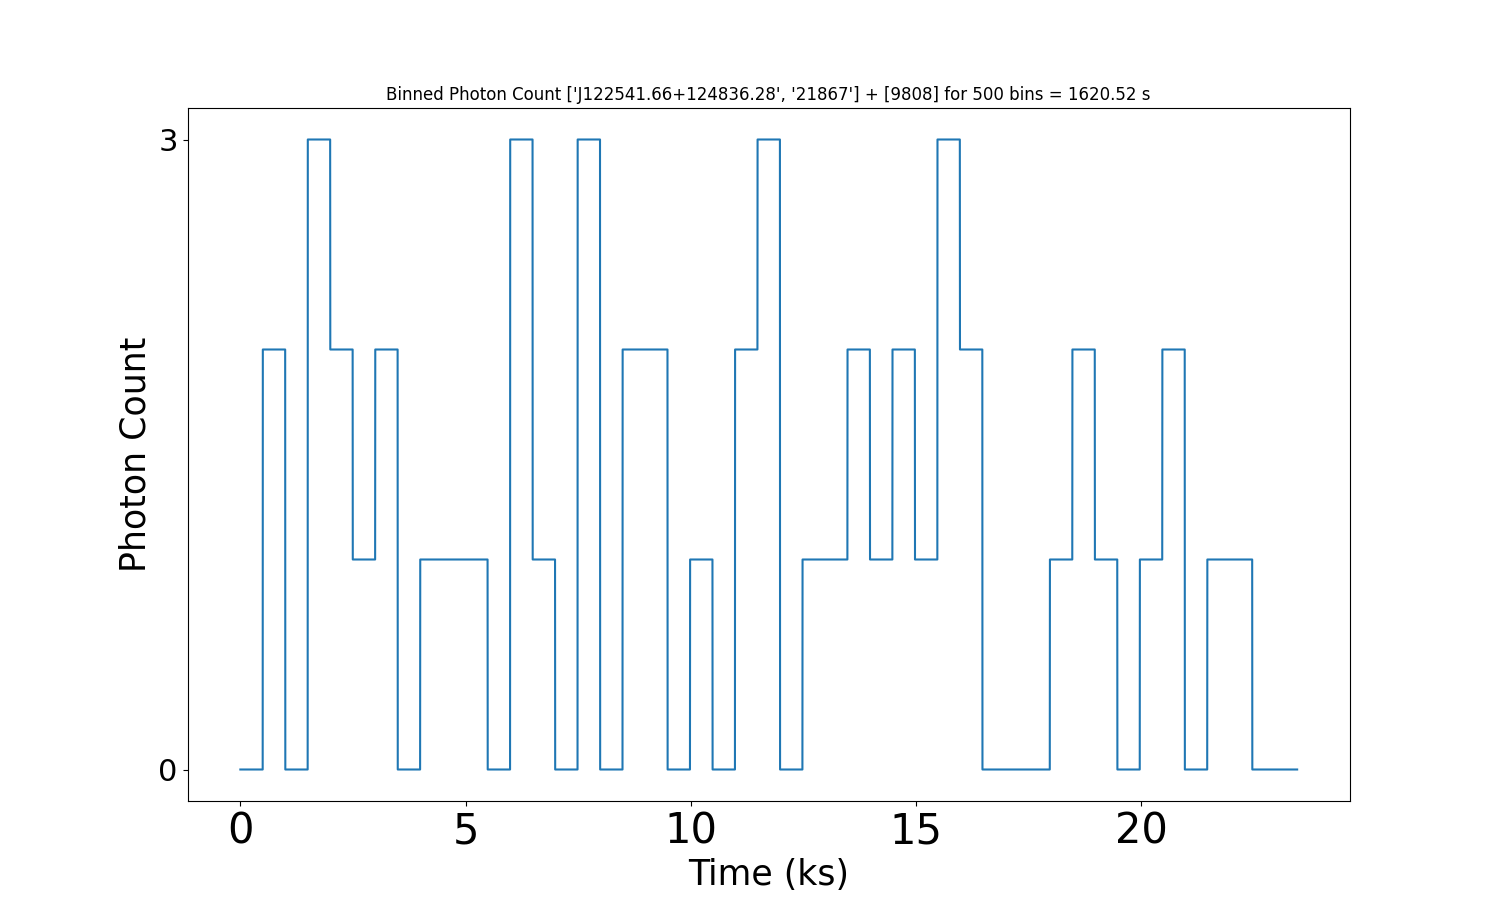 Binned Photon Count ['J122541.66+124836.28', '21867'] + [9808] for 500 bins = 1620.52 s
3
Photon Count
0
0 5 10 15 20
Time (ks)